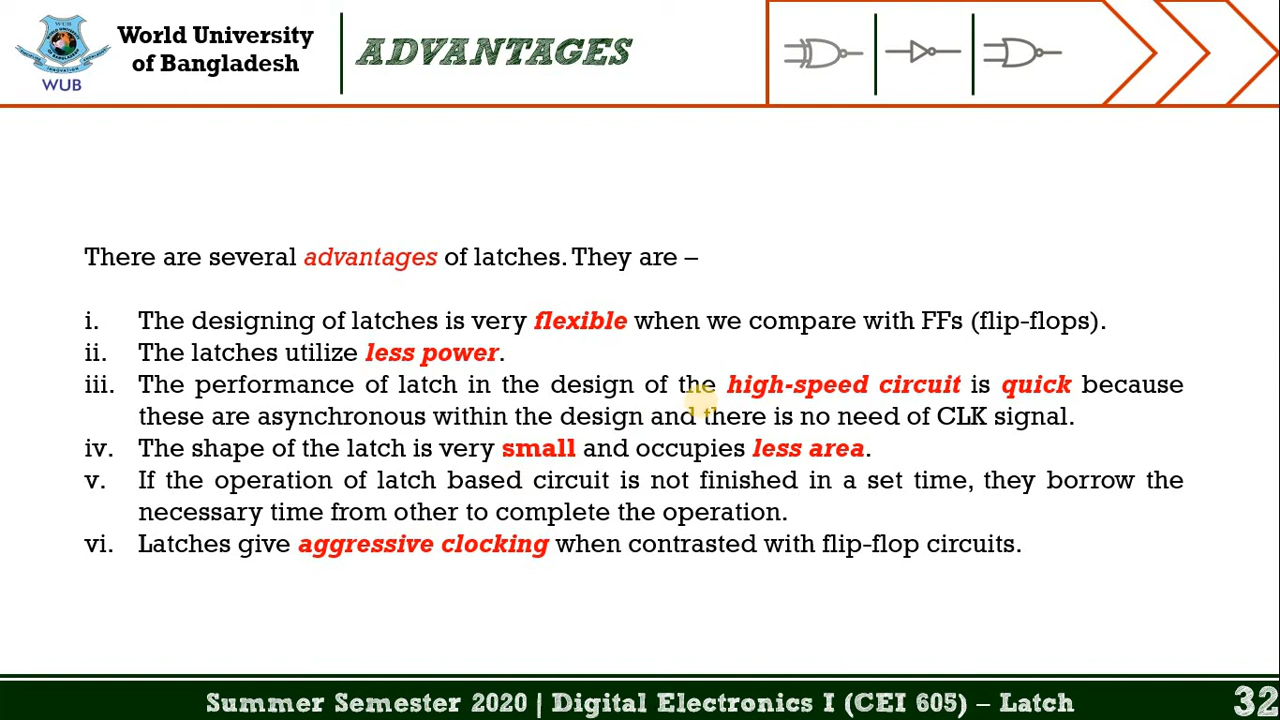 World University
of Bangladesh
WUB
ADVANTAGES
There are several advantages of latches. They are –
i. The designing of latches is very flexible when we compare with FFs (flip-flops).
ii. The latches utilize less power.
iii. The performance of latch in the design of the high-speed circuit is quick because
these are asynchronous within the design and there is no need of CLK signal.
iv. The shape of the latch is very small and occupies less area.
v. If the operation of latch based circuit is not finished in a set time, they borrow the
necessary time from other to complete the operation.
vi. Latches give aggressive clocking when contrasted with flip-flop circuits.
Summer Semester 2020 | Digital Electronics I (CEI 605) – Latch
32